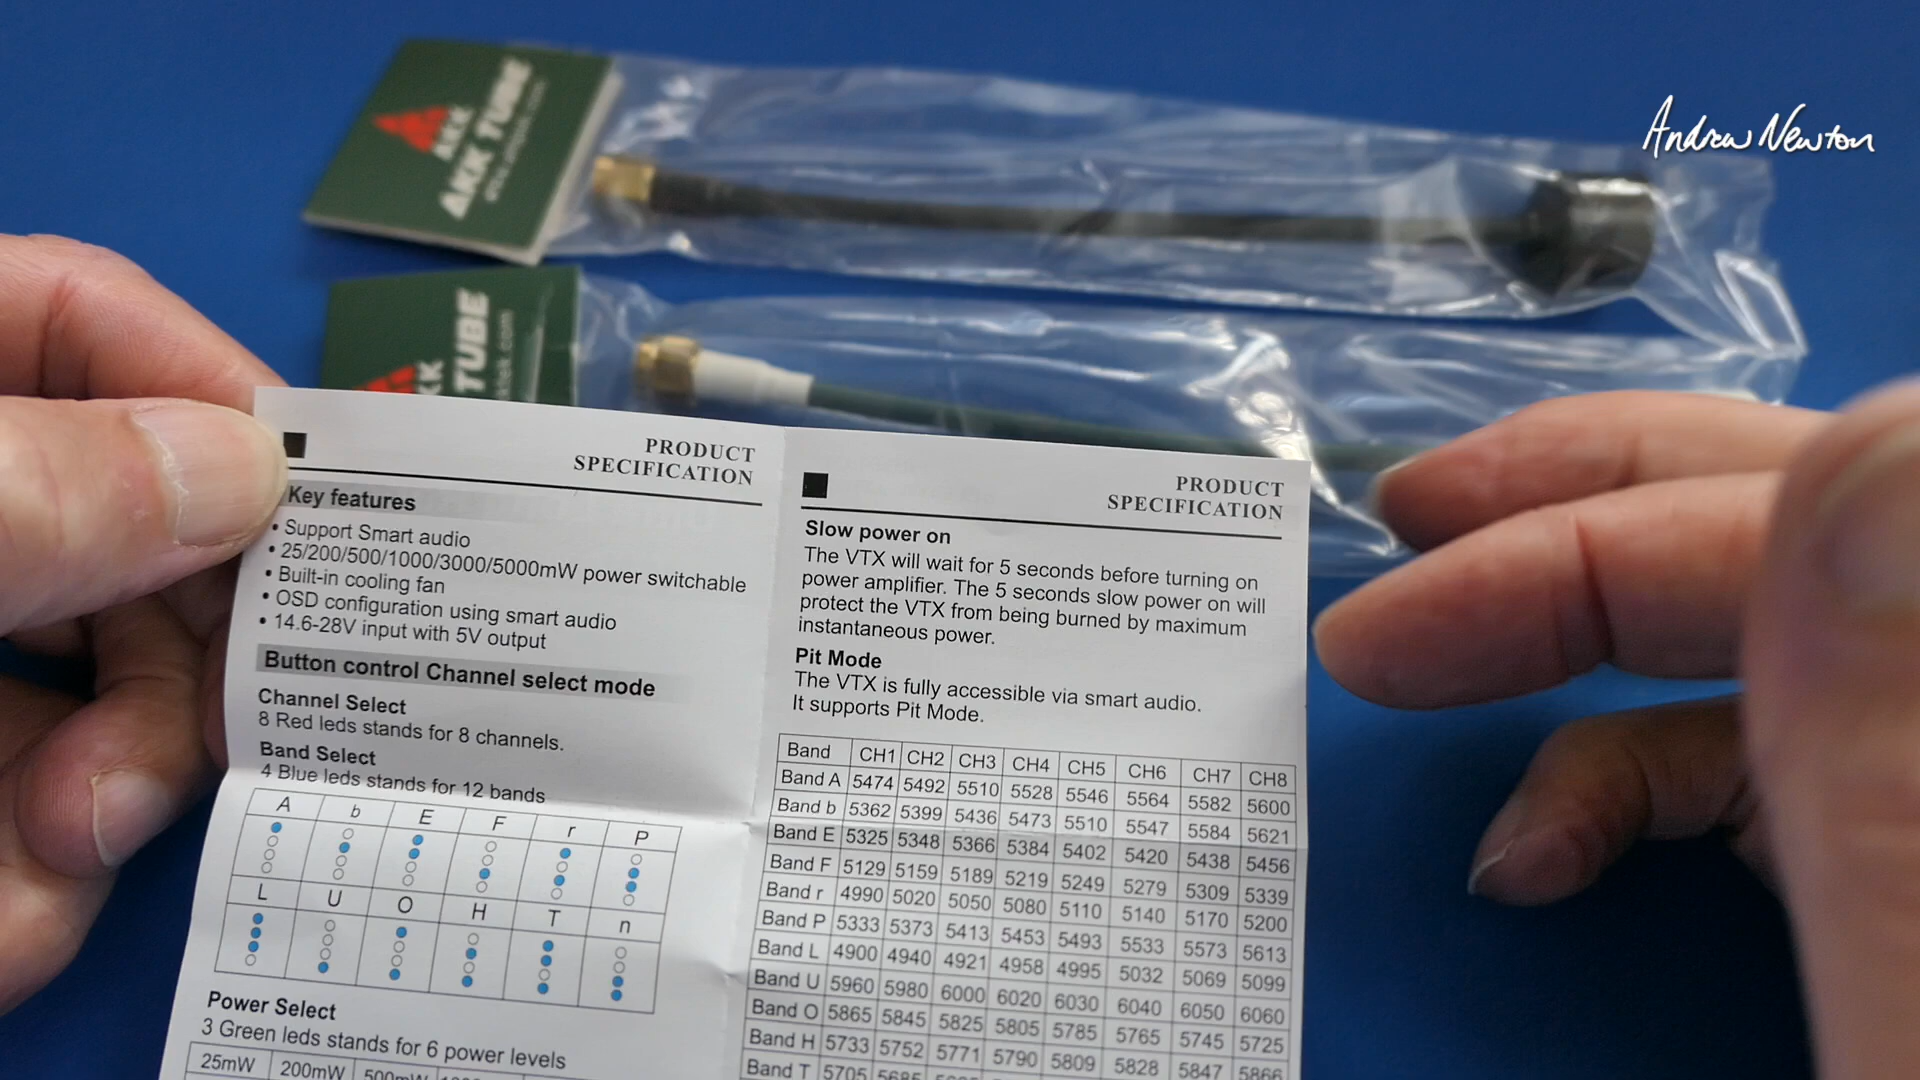 Andrew Newton
AKK
AKK TUBE
TUBE
PRODUCT
SPECIFICATION
Key features
• Support Smart audio
• 25/200/500/1000/3000/5000mW power switchable
• Built-in cooling fan
• OSD configuration using smart audio
• 14.6-28V input with 5V output
Button control Channel select mode
Channel Select
8 Red leds stands for 8 channels.
Band Select
4 Blue leds stands for 12 bands
A b E F r P
L U O H T n
Power Select
3 Green leds stands for 6 power levels
25mW 200mW 500mW
PRODUCT
SPECIFICATION
Slow power on
The VTX will wait for 5 seconds before turning on
power amplifier. The 5 seconds slow power on will
protect the VTX from being burned by maximum
instantaneous power.
Pit Mode
The VTX is fully accessible via smart audio.
It supports Pit Mode.
Band CH1 CH2 CH3 CH4 CH5 CH6 CH7 CH8
Band A 5474 5492 5510 5528 5546 5564 5582 5600
Band b 5362 5399 5436 5473 5510 5547 5584 5621
Band E 5325 5348 5366 5384 5402 5420 5438 5456
Band F 5129 5159 5189 5219 5249 5279 5309 5339
Band r 4990 5020 5050 5080 5110 5140 5170 5200
Band P 5333 5373 5413 5453 5493 5533 5573 5613
Band L 4900 4940 4921 4958 4995 5032 5069 5099
Band U 5960 5980 6000 6020 6030 6040 6050 6060
Band O 5865 5845 5825 5805 5785 5765 5745 5725
Band H 5733 5752 5771 5790 5809 5828 5847 5866
Band T 5705 5685